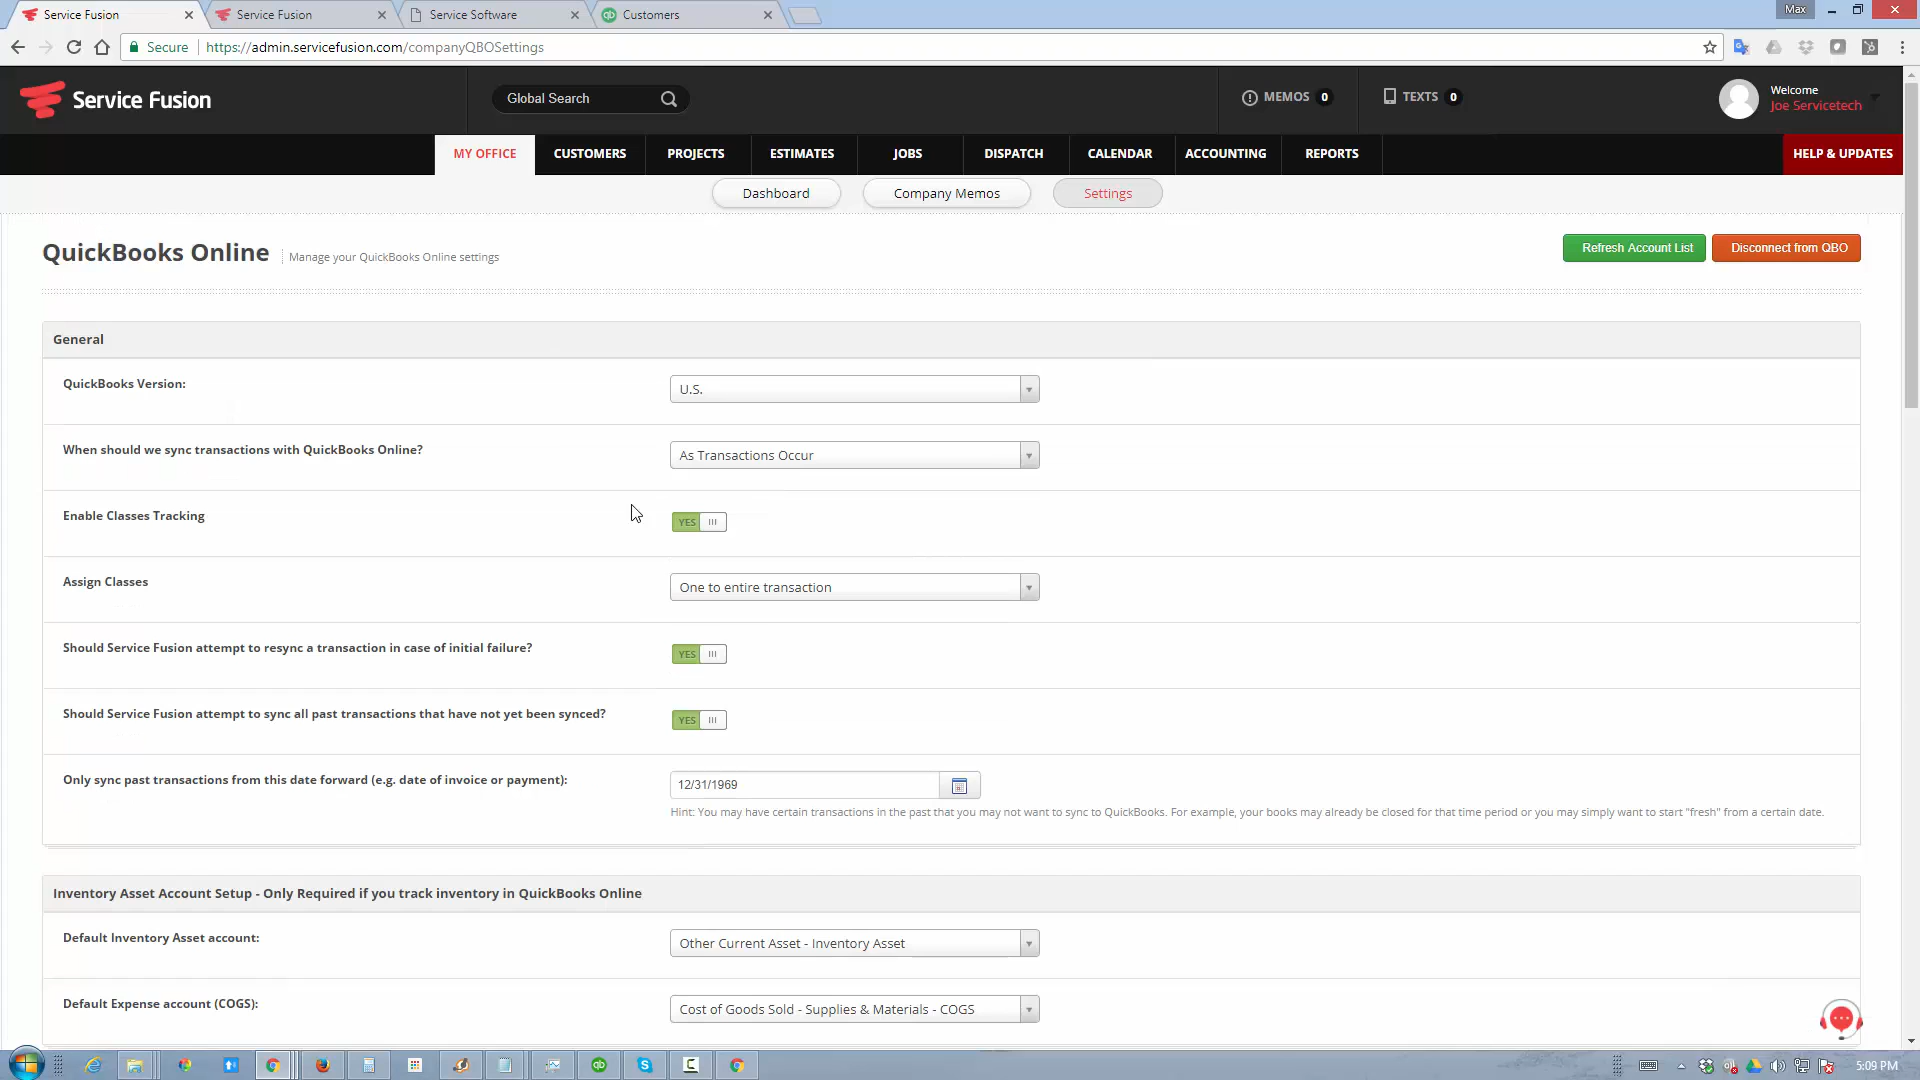 Service Fusion
Service Fusion
Service Software
Customers
Max
Secure
https://admin.servicefusion.com/companyQBOSettings
Service Fusion
Global Search
MEMOS 0
TEXTS 0
Welcome
Joe Servicetech
MY OFFICE
CUSTOMERS
PROJECTS
ESTIMATES
JOBS
DISPATCH
CALENDAR
ACCOUNTING
REPORTS
HELP & UPDATES
Dashboard
Company Memos
Settings
QuickBooks Online
Manage your QuickBooks Online settings
Refresh Account List
Disconnect from QBO
General
QuickBooks Version:
U.S.
When should we sync transactions with QuickBooks Online?
As Transactions Occur
Enable Classes Tracking
YES
Assign Classes
One to entire transaction
Should Service Fusion attempt to resync a transaction in case of initial failure?
YES
Should Service Fusion attempt to sync all past transactions that have not yet been synced?
YES
Only sync past transactions from this date forward (e.g. date of invoice or payment):
12/31/1969
Hint: You may have certain transactions in the past that you may not want to sync to QuickBooks. For example, your books may already be closed for that time period or you may simply want to start "fresh" from a certain date.
Inventory Asset Account Setup - Only Required if you track inventory in QuickBooks Online
Default Inventory Asset account:
Other Current Asset - Inventory Asset
Default Expense account (COGS):
Cost of Goods Sold - Supplies & Materials - COGS
5:09 PM